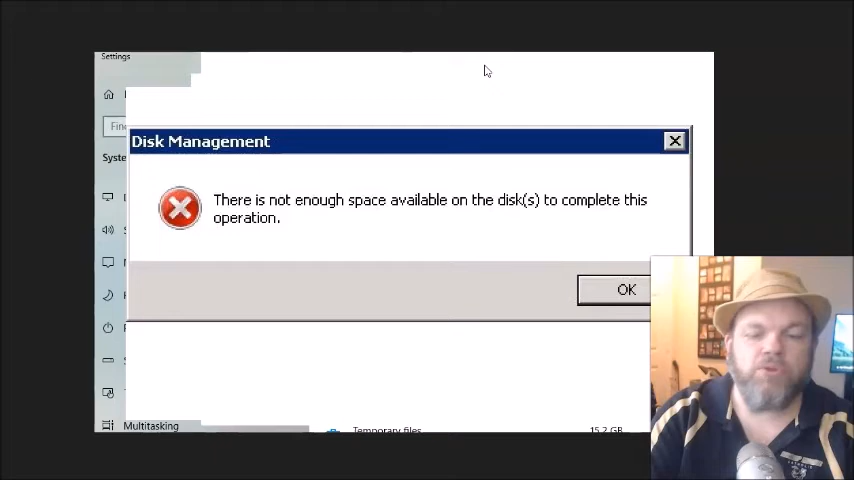 Settings
Disk Management
Syste
There is not enough space available on the disk(s) to complete this
operation.
OK
Multitasking
Temporary files
15.2 GB